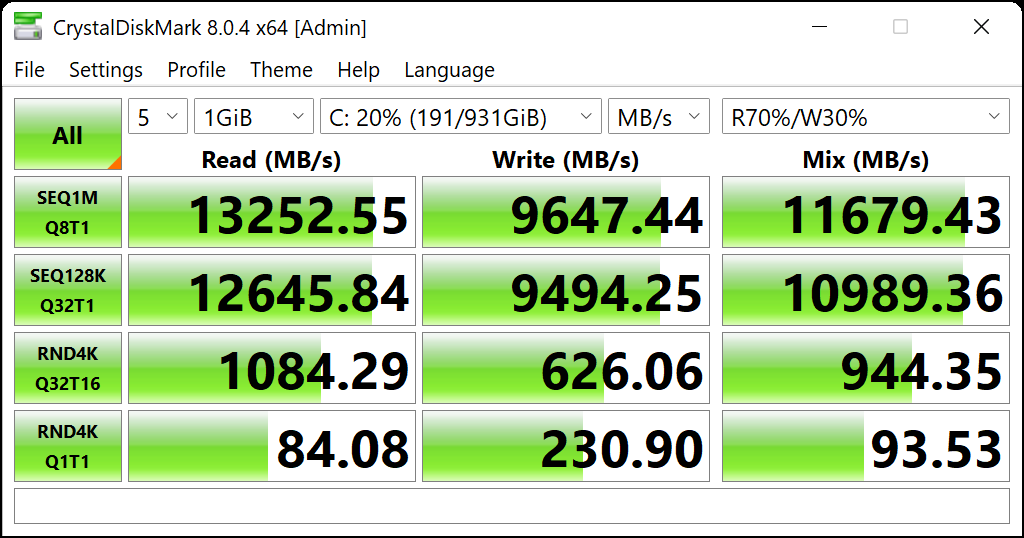 CrystalDiskMark 8.0.4 x64 [Admin]
File Settings Profile Theme Help Language
All 5 1GiB C: 20% (191/931GiB) MB/s R70%/W30%
Read (MB/s) Write (MB/s) Mix (MB/s)
SEQ1M
Q8T1
13252.55 9647.44 11679.43
SEQ128K
Q32T1
12645.84 9494.25 10989.36
RND4K
Q32T16
1084.29 626.06 944.35
RND4K
Q1T1
84.08 230.90 93.53